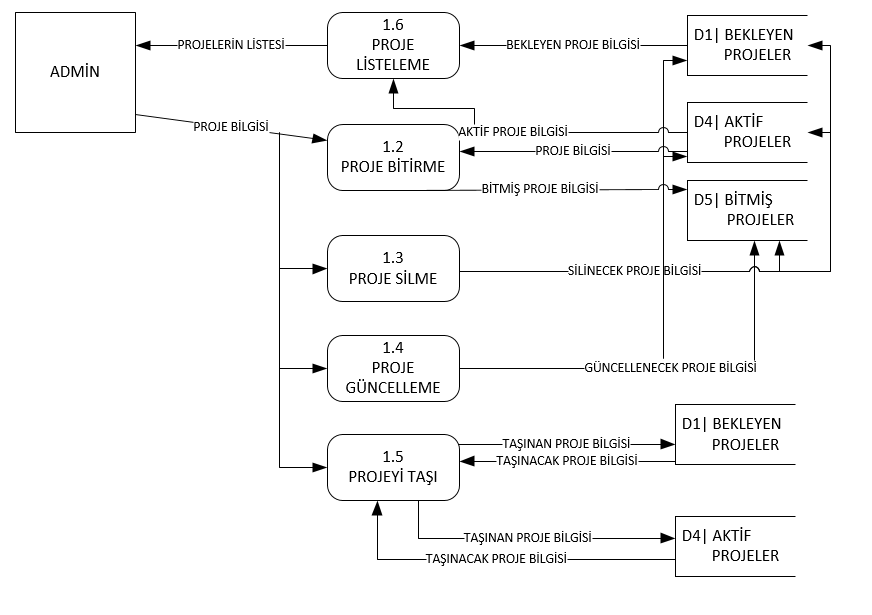 ADMİN
PROJELERİN LİSTESİ
1.6
PROJE
LİSTELEME
BEKLEYEN PROJE BİLGİSİ
D1| BEKLEYEN
PROJELER
PROJE BİLGİSİ
1.2
PROJE BİTİRME
AKTİF PROJE BİLGİSİ
PROJE BİLGİSİ
D4| AKTİF
PROJELER
BİTMİŞ PROJE BİLGİSİ
D5| BİTMİŞ
PROJELER
1.3
PROJE SİLME
SİLİNECEK PROJE BİLGİSİ
1.4
PROJE
GÜNCELLEME
GÜNCELLENECEK PROJE BİLGİSİ
1.5
PROJEYİ TAŞI
TAŞINAN PROJE BİLGİSİ
TAŞINACAK PROJE BİLGİSİ
D1| BEKLEYEN
PROJELER
TAŞINAN PROJE BİLGİSİ
TAŞINACAK PROJE BİLGİSİ
D4| AKTİF
PROJELER